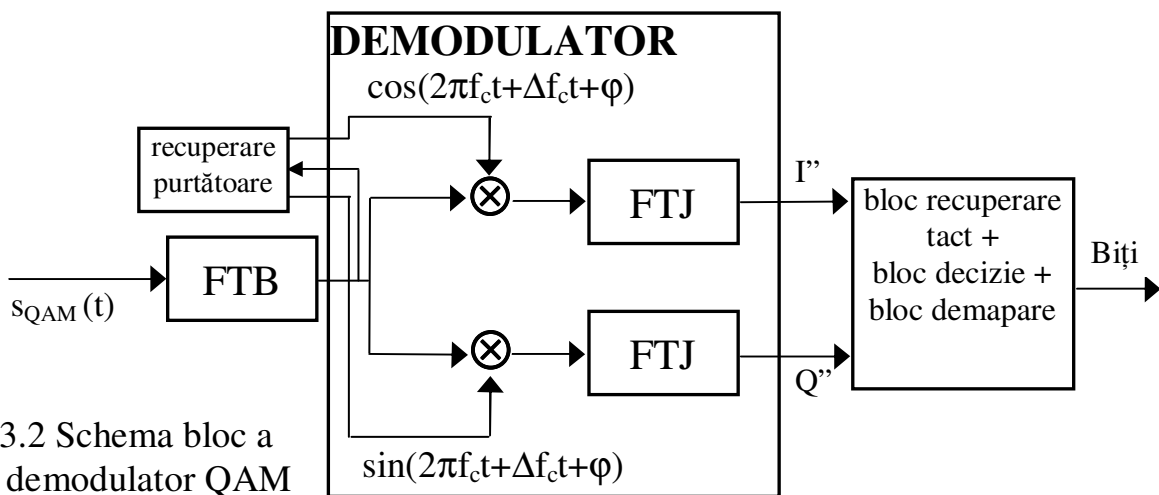 DEMODULATOR
cos(2πf_ct+Δf_ct+φ)
recuperare
purtătoare
FTJ
I”
bloc recuperare
tact +
bloc decizie +
bloc demapare
Biți
FTB
s_QAM (t)
FTJ
Q”
sin(2πf_ct+Δf_ct+φ)
3.2 Schema bloc a
demodulator QAM